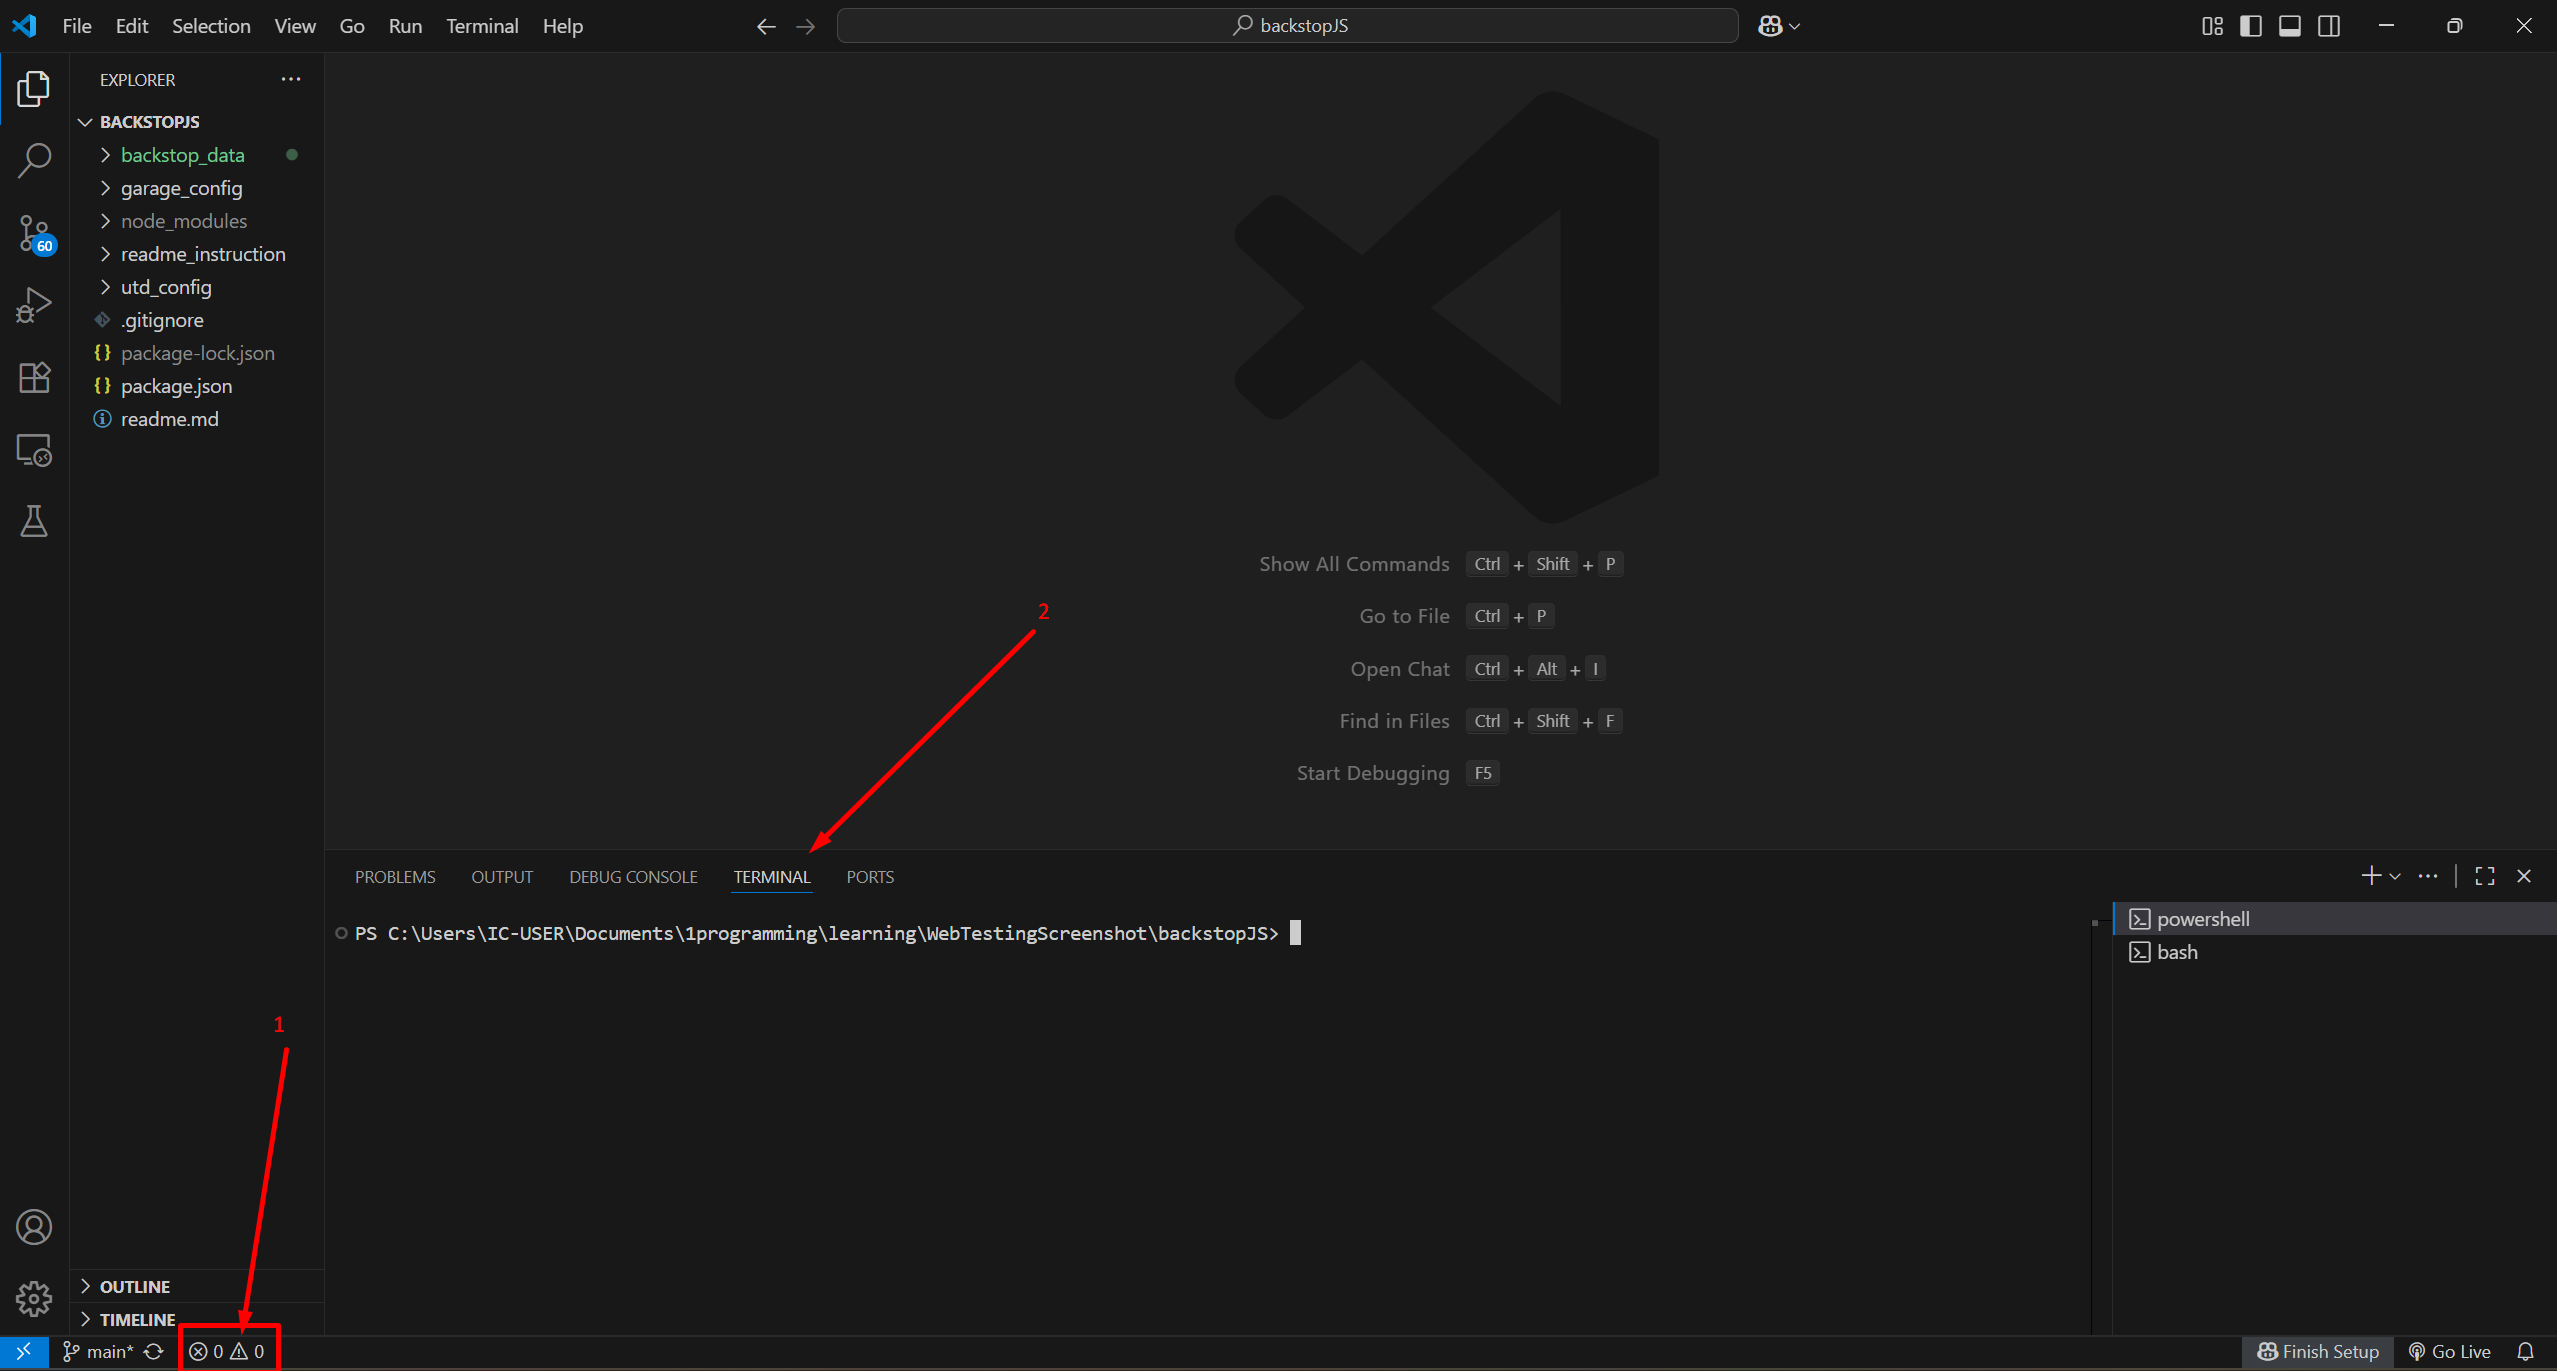 File Edit Selection View Go Run Terminal Help backstopJS
EXPLORER
BACKSTOPJS
backstop_data
garage_config
node_modules
60
readme_instruction
utd_config
.gitignore
package-lock.json
package.json
readme.md
Show All Commands Ctrl + Shift + P
Go to File Ctrl + P
Open Chat Ctrl + Alt + I
Find in Files Ctrl + Shift + F
Start Debugging F5
2
PROBLEMS OUTPUT DEBUG CONSOLE TERMINAL PORTS
PS C:\Users\IC-USER\Documents\1programming\learning\WebTestingScreenshot\backstopJS>
powershell
bash
1
OUTLINE
TIMELINE
main* 0 0 Finish Setup Go Live